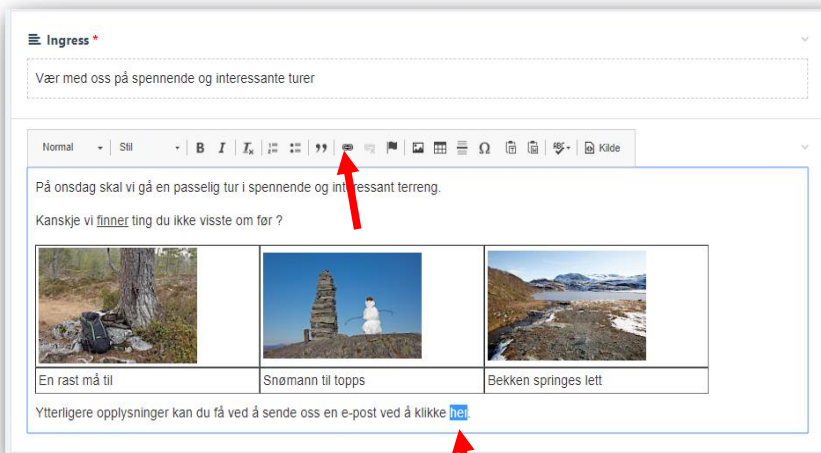 Ingress *
Vær med oss på spennende og interessante turer
Normal Stil B I Ix Ω Kilde
På onsdag skal vi gå en passelig tur i spennende og interessant terreng.
Kanskje vi finner ting du ikke visste om før ?
En rast må til Snømann til topps Bekken springes lett
Ytterligere opplysninger kan du få ved å sende oss en e-post ved å klikke her.